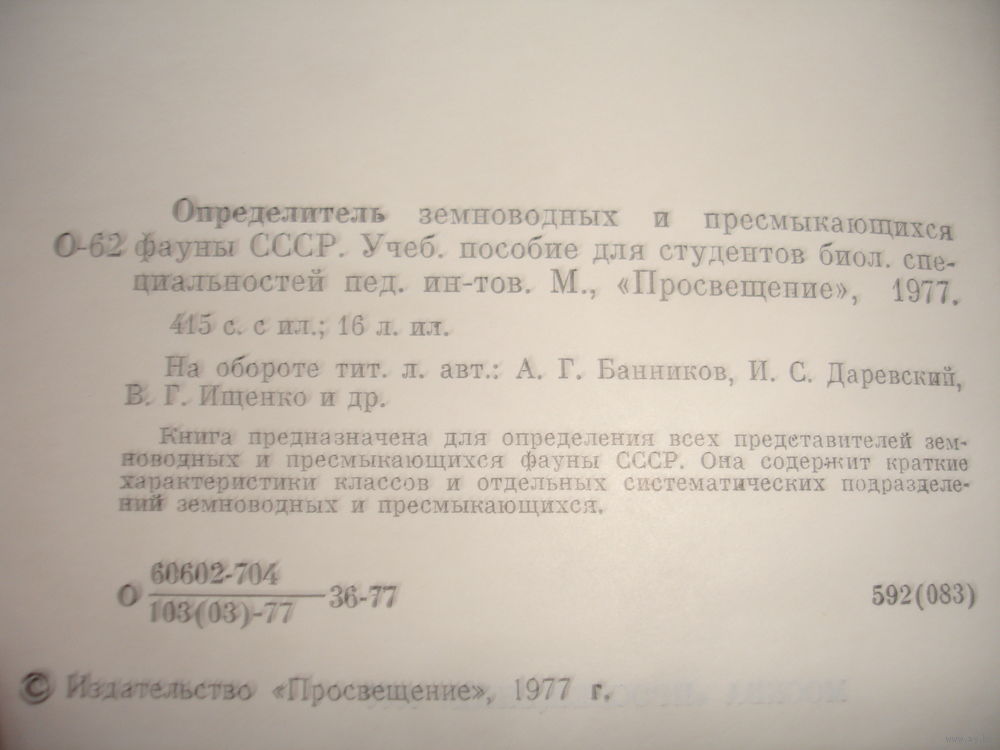 Определитель земноводных и пресмыкающихся
О-62 фауны СССР. Учеб. пособие для студентов биол. спе-
циальностей пед. ин-тов. М., «Просвещение», 1977.
415 с. с ил.; 16 л. ил.
На обороте тит. л. авт.: А. Г. Банников, И. С. Даревский,
В. Г. Ищенко и др.
Книга предназначена для определения всех представителей зем-
новодных и пресмыкающихся фауны СССР. Она содержит краткие
характеристики классов и отдельных систематических подразделе-
ний земноводных и пресмыкающихся.
60602-704
О 36-77 592(083)
103(03)-77
© Издательство «Просвещение», 1977 г.